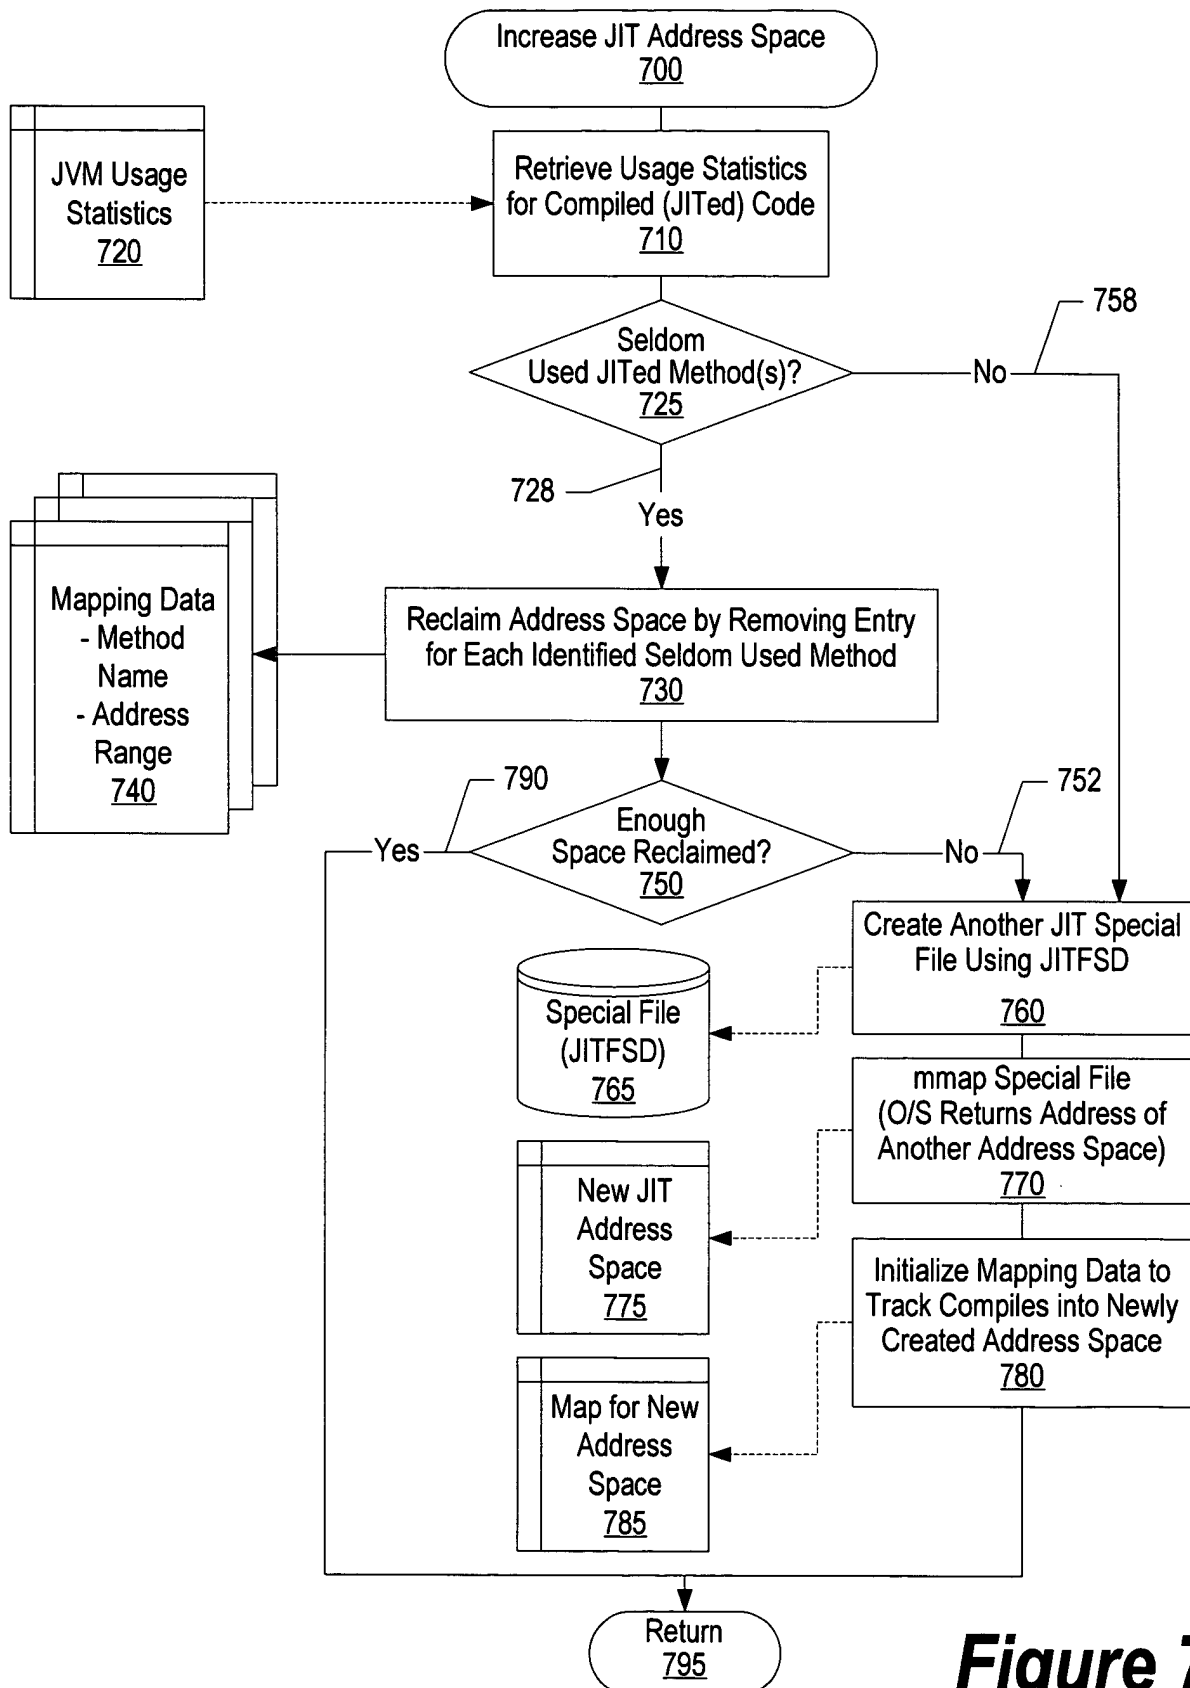 Increase JIT Address Space
700
JVM Usage
Statistics
720
Retrieve Usage Statistics
for Compiled (JITed) Code
710
758
Seldom
Used JITed Method(s)?
725
No
728
Yes
Mapping Data
- Method
Name
- Address
Range
740
Reclaim Address Space by Removing Entry
for Each Identified Seldom Used Method
730
790
752
Enough
Space Reclaimed?
750
Yes
No
Create Another JIT Special
File Using JITFSD
760
Special File
(JITFSD)
765
mmap Special File
(O/S Returns Address of
Another Address Space)
770
New JIT
Address
Space
775
Initialize Mapping Data to
Track Compiles into Newly
Created Address Space
780
Map for New
Address
Space
785
Return
795
Figure 7